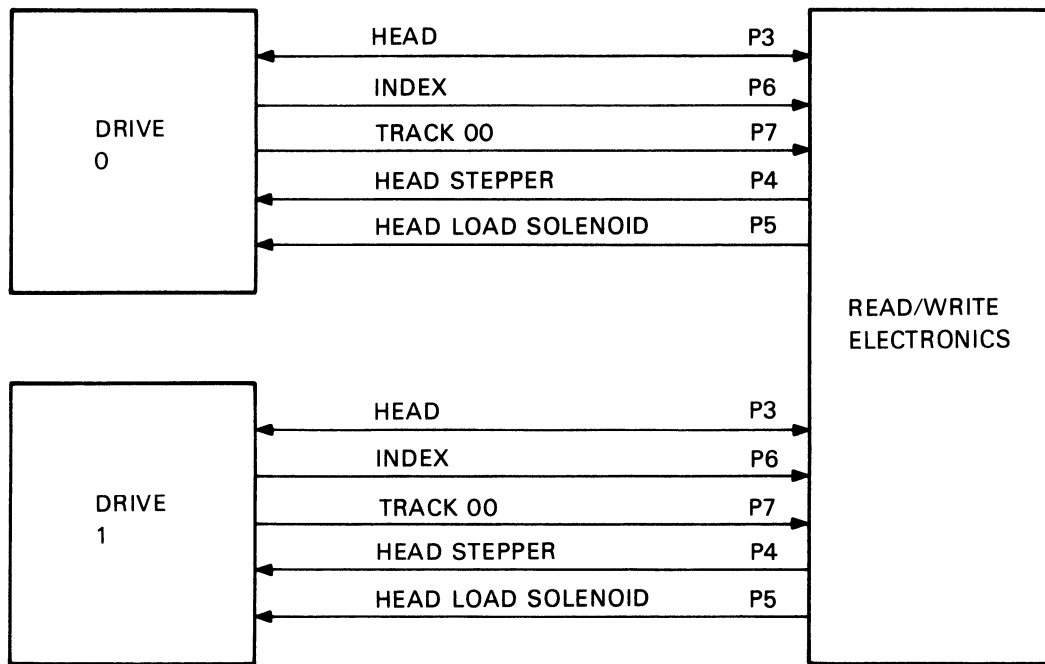 HEAD P3
INDEX P6
DRIVE
0
TRACK 00 P7
HEAD STEPPER P4
HEAD LOAD SOLENOID P5
READ/WRITE
ELECTRONICS
HEAD P3
INDEX P6
DRIVE
1
TRACK 00 P7
HEAD STEPPER P4
HEAD LOAD SOLENOID P5